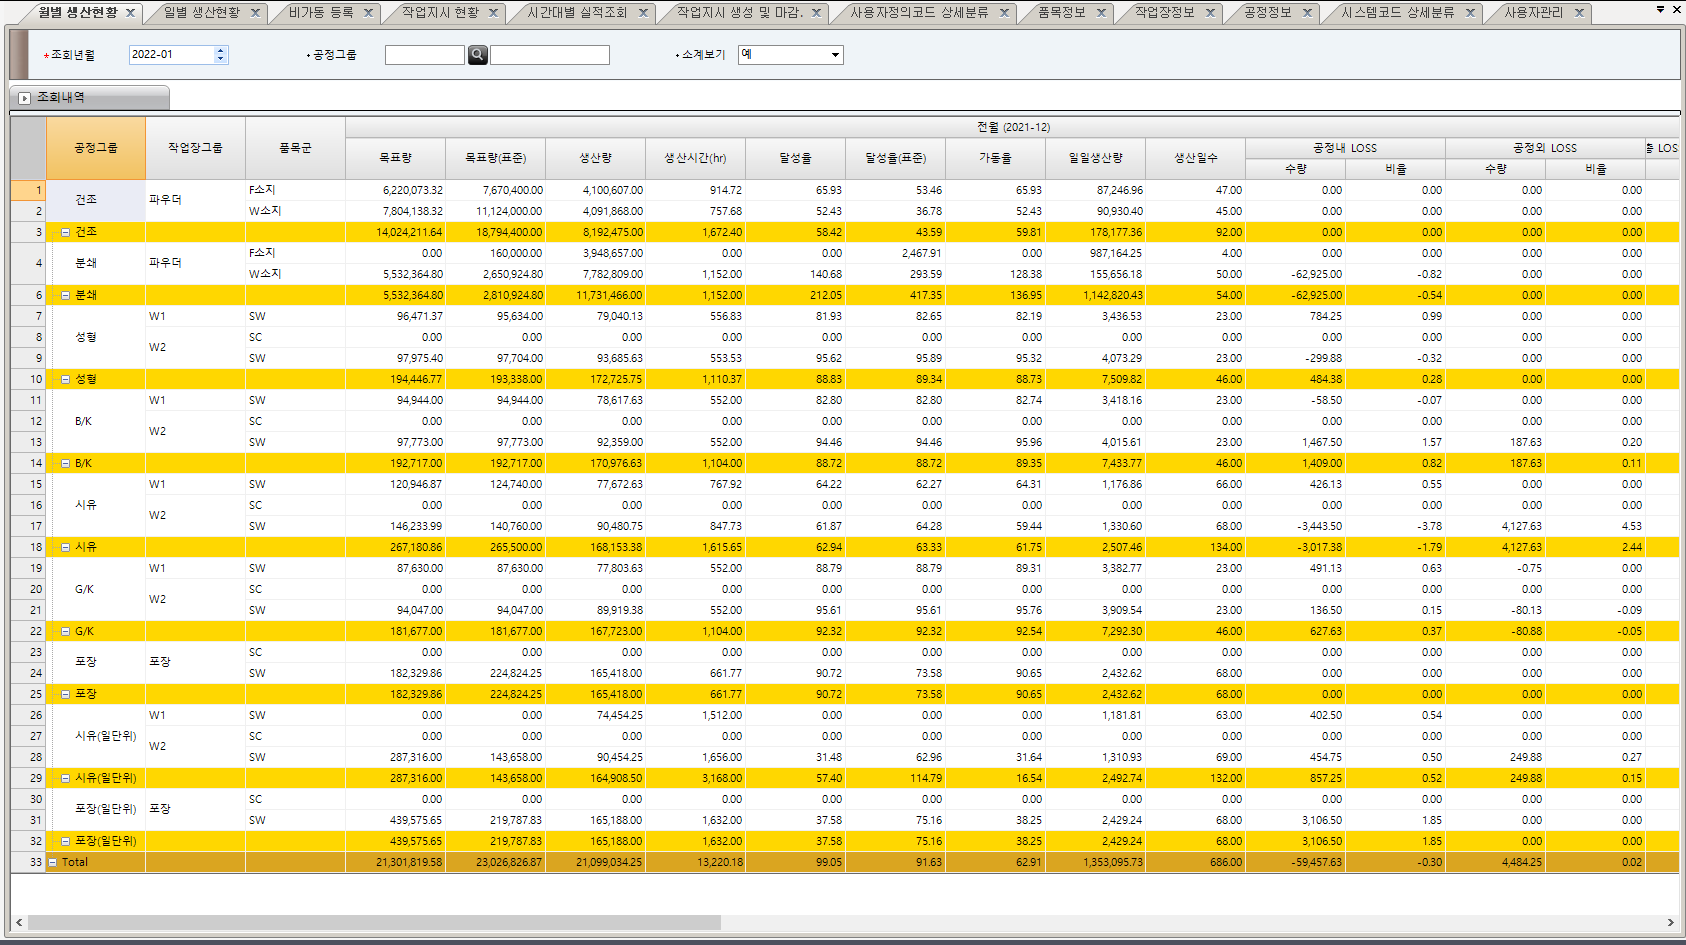 월별 생산현황 일별 생산현황 비가동 등록 작업지시 현황 시간대별 실적조회 작업지시 생성 및 마감. 사용자정의코드 상세분류 품목정보 작업장정보 공정정보 시스템코드 상세분류 사용자관리
*조회년월 2022-01 공정그룹 소계보기 예
조회내역
전월 (2021-12)
공정그룹 작업장그룹 품목군 목표량 목표량(표준) 생산량 생산시간(hr) 달성율 달성율(표준) 가동율 일일생산량 생산일수 공정내 LOSS 공정외 LOSS 총 LOS
수량 비율 수량 비율
1 건조 파우더 F소지 6,220,073.32 7,670,400.00 4,100,607.00 914.72 65.93 53.46 65.93 87,246.96 47.00 0.00 0.00 0.00 0.00
2 W소지 7,804,138.32 11,124,000.00 4,091,868.00 757.68 52.43 36.78 52.43 90,930.40 45.00 0.00 0.00 0.00 0.00
3 건조 14,024,211.64 18,794,400.00 8,192,475.00 1,672.40 58.42 43.59 59.81 178,177.36 92.00 0.00 0.00 0.00 0.00
4 분쇄 파우더 F소지 0.00 160,000.00 3,948,657.00 0.00 0.00 2,467.91 0.00 987,164.25 4.00 0.00 0.00 0.00 0.00
W소지 5,532,364.80 2,650,924.80 7,782,809.00 1,152.00 140.68 293.59 128.38 155,656.18 50.00 -62,925.00 -0.82 0.00 0.00
6 분쇄 5,532,364.80 2,810,924.80 11,731,466.00 1,152.00 212.05 417.35 136.95 1,142,820.43 54.00 -62,925.00 -0.54 0.00 0.00
7 성형 W1 SW 96,471.37 95,634.00 79,040.13 556.83 81.93 82.65 82.19 3,436.53 23.00 784.25 0.99 0.00 0.00
8 W2 SC 0.00 0.00 0.00 0.00 0.00 0.00 0.00 0.00 0.00 0.00 0.00 0.00 0.00
9 SW 97,975.40 97,704.00 93,685.63 553.53 95.62 95.89 95.32 4,073.29 23.00 -299.88 -0.32 0.00 0.00
10 성형 194,446.77 193,338.00 172,725.75 1,110.37 88.83 89.34 88.73 7,509.82 46.00 484.38 0.28 0.00 0.00
11 B/K W1 SW 94,944.00 94,944.00 78,617.63 552.00 82.80 82.80 82.74 3,418.16 23.00 -58.50 -0.07 0.00 0.00
12 W2 SC 0.00 0.00 0.00 0.00 0.00 0.00 0.00 0.00 0.00 0.00 0.00 0.00 0.00
13 SW 97,773.00 97,773.00 92,359.00 552.00 94.46 94.46 95.96 4,015.61 23.00 1,467.50 1.57 187.63 0.20
14 B/K 192,717.00 192,717.00 170,976.63 1,104.00 88.72 88.72 89.35 7,433.77 46.00 1,409.00 0.82 187.63 0.11
15 시유 W1 SW 120,946.87 124,740.00 77,672.63 767.92 64.22 62.27 64.31 1,176.86 66.00 426.13 0.55 0.00 0.00
16 W2 SC 0.00 0.00 0.00 0.00 0.00 0.00 0.00 0.00 0.00 0.00 0.00 0.00 0.00
17 SW 146,233.99 140,760.00 90,480.75 847.73 61.87 64.28 59.44 1,330.60 68.00 -3,443.50 -3.78 4,127.63 4.53
18 시유 267,180.86 265,500.00 168,153.38 1,615.65 62.94 63.33 61.75 2,507.46 134.00 -3,017.38 -1.79 4,127.63 2.44
19 G/K W1 SW 87,630.00 87,630.00 77,803.63 552.00 88.79 88.79 89.31 3,382.77 23.00 491.13 0.63 -0.75 0.00
20 W2 SC 0.00 0.00 0.00 0.00 0.00 0.00 0.00 0.00 0.00 0.00 0.00 0.00 0.00
21 SW 94,047.00 94,047.00 89,919.38 552.00 95.61 95.61 95.76 3,909.54 23.00 136.50 0.15 -80.13 -0.09
22 G/K 181,677.00 181,677.00 167,723.00 1,104.00 92.32 92.32 92.54 7,292.30 46.00 627.63 0.37 -80.88 -0.05
23 포장 포장 SC 0.00 0.00 0.00 0.00 0.00 0.00 0.00 0.00 0.00 0.00 0.00 0.00 0.00
24 SW 182,329.86 224,824.25 165,418.00 661.77 90.72 73.58 90.65 2,432.62 68.00 0.00 0.00 0.00 0.00
25 포장 182,329.86 224,824.25 165,418.00 661.77 90.72 73.58 90.65 2,432.62 68.00 0.00 0.00 0.00 0.00
26 시유(일단위) W1 SW 0.00 0.00 74,454.25 1,512.00 0.00 0.00 0.00 1,181.81 63.00 402.50 0.54 0.00 0.00
27 W2 SC 0.00 0.00 0.00 0.00 0.00 0.00 0.00 0.00 0.00 0.00 0.00 0.00 0.00
28 SW 287,316.00 143,658.00 90,454.25 1,656.00 31.48 62.96 31.64 1,310.93 69.00 454.75 0.50 249.88 0.27
29 시유(일단위) 287,316.00 143,658.00 164,908.50 3,168.00 57.40 114.79 16.54 2,492.74 132.00 857.25 0.52 249.88 0.15
30 포장(일단위) 포장 SC 0.00 0.00 0.00 0.00 0.00 0.00 0.00 0.00 0.00 0.00 0.00 0.00 0.00
31 SW 439,575.65 219,787.83 165,188.00 1,632.00 37.58 75.16 38.25 2,429.24 68.00 3,106.50 1.85 0.00 0.00
32 포장(일단위) 439,575.65 219,787.83 165,188.00 1,632.00 37.58 75.16 38.25 2,429.24 68.00 3,106.50 1.85 0.00 0.00
33 Total 21,301,819.58 23,026,826.87 21,099,034.25 13,220.18 99.05 91.63 62.91 1,353,095.73 686.00 -59,457.63 -0.30 4,484.25 0.02